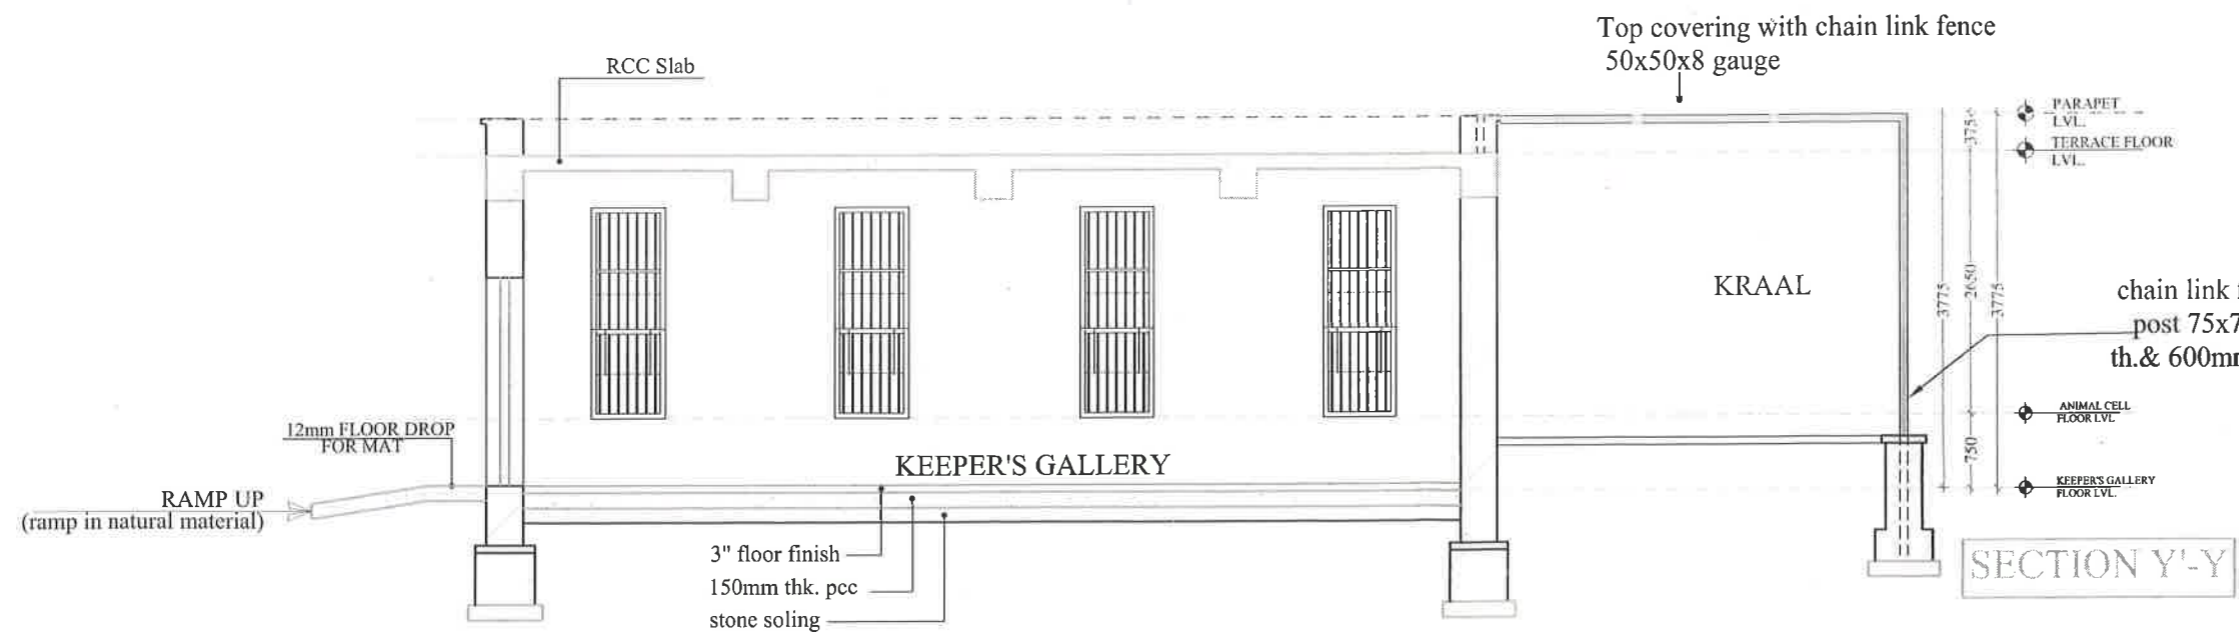 Top covering with chain link fence
50x50x8 gauge
RCC Slab
PARAPET
LVL.
TERRACE FLOOR
LVL.
375
3775
2650
3775
750
KRAAL
chain link
post 75x7
th.& 600mm
ANIMAL CELL
FLOOR LVL
KEEPER'S GALLERY
FLOOR LVL.
12mm FLOOR DROP
FOR MAT
KEEPER'S GALLERY
RAMP UP
(ramp in natural material)
3" floor finish
150mm thk. pcc
stone soling
SECTION Y'-Y